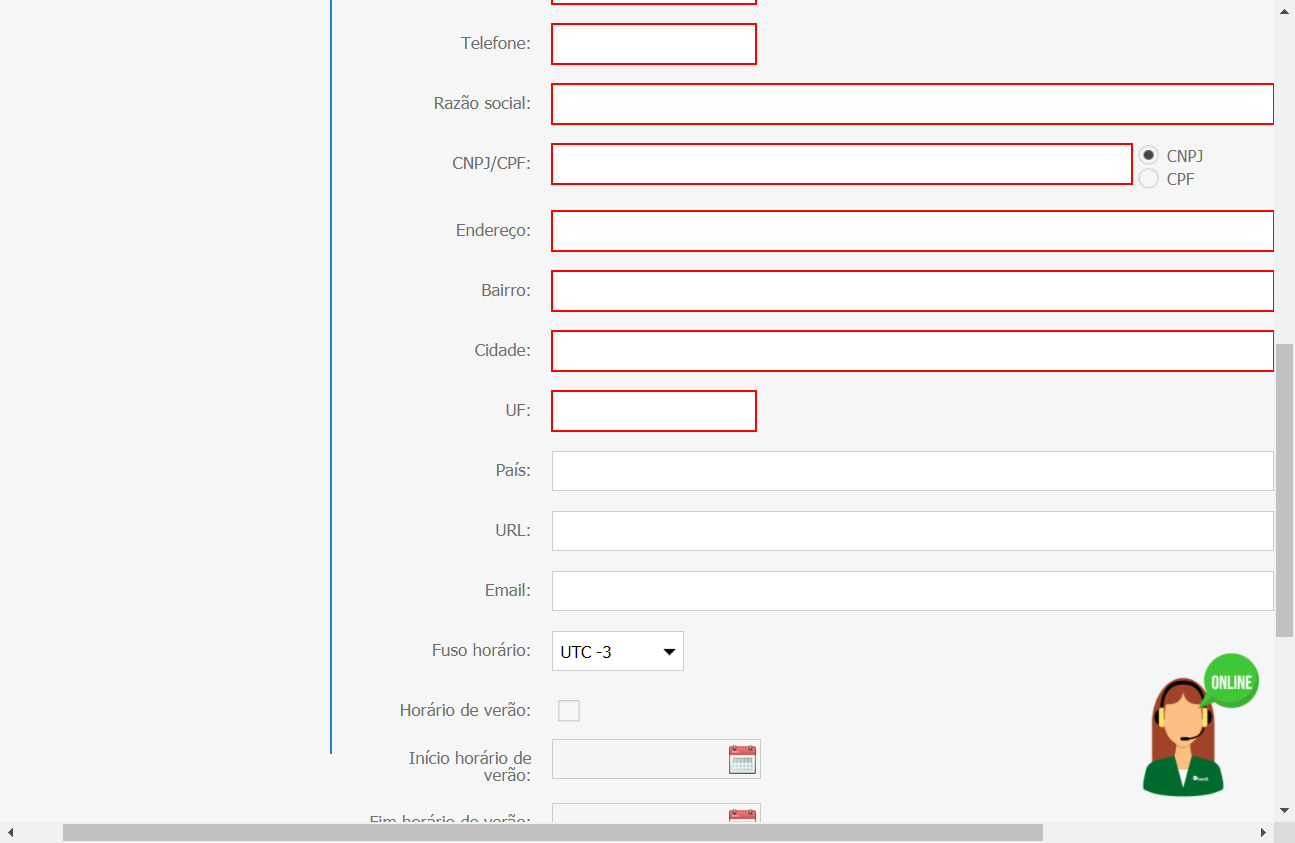 Telefone:
Razão social:
CNPJ/CPF:
CNPJ
CPF
Endereço:
Bairro:
Cidade:
UF:
País:
URL:
Email:
Fuso horário:
UTC -3
ONLINE
Horário de verão:
Início horário de
verão:
Fim horário de verão: